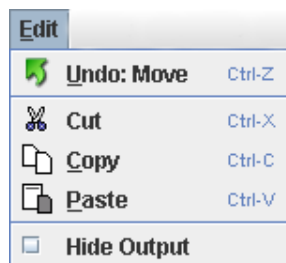 Edit
Undo: Move Ctrl-Z
Cut Ctrl-X
Copy Ctrl-C
Paste Ctrl-V
Hide Output